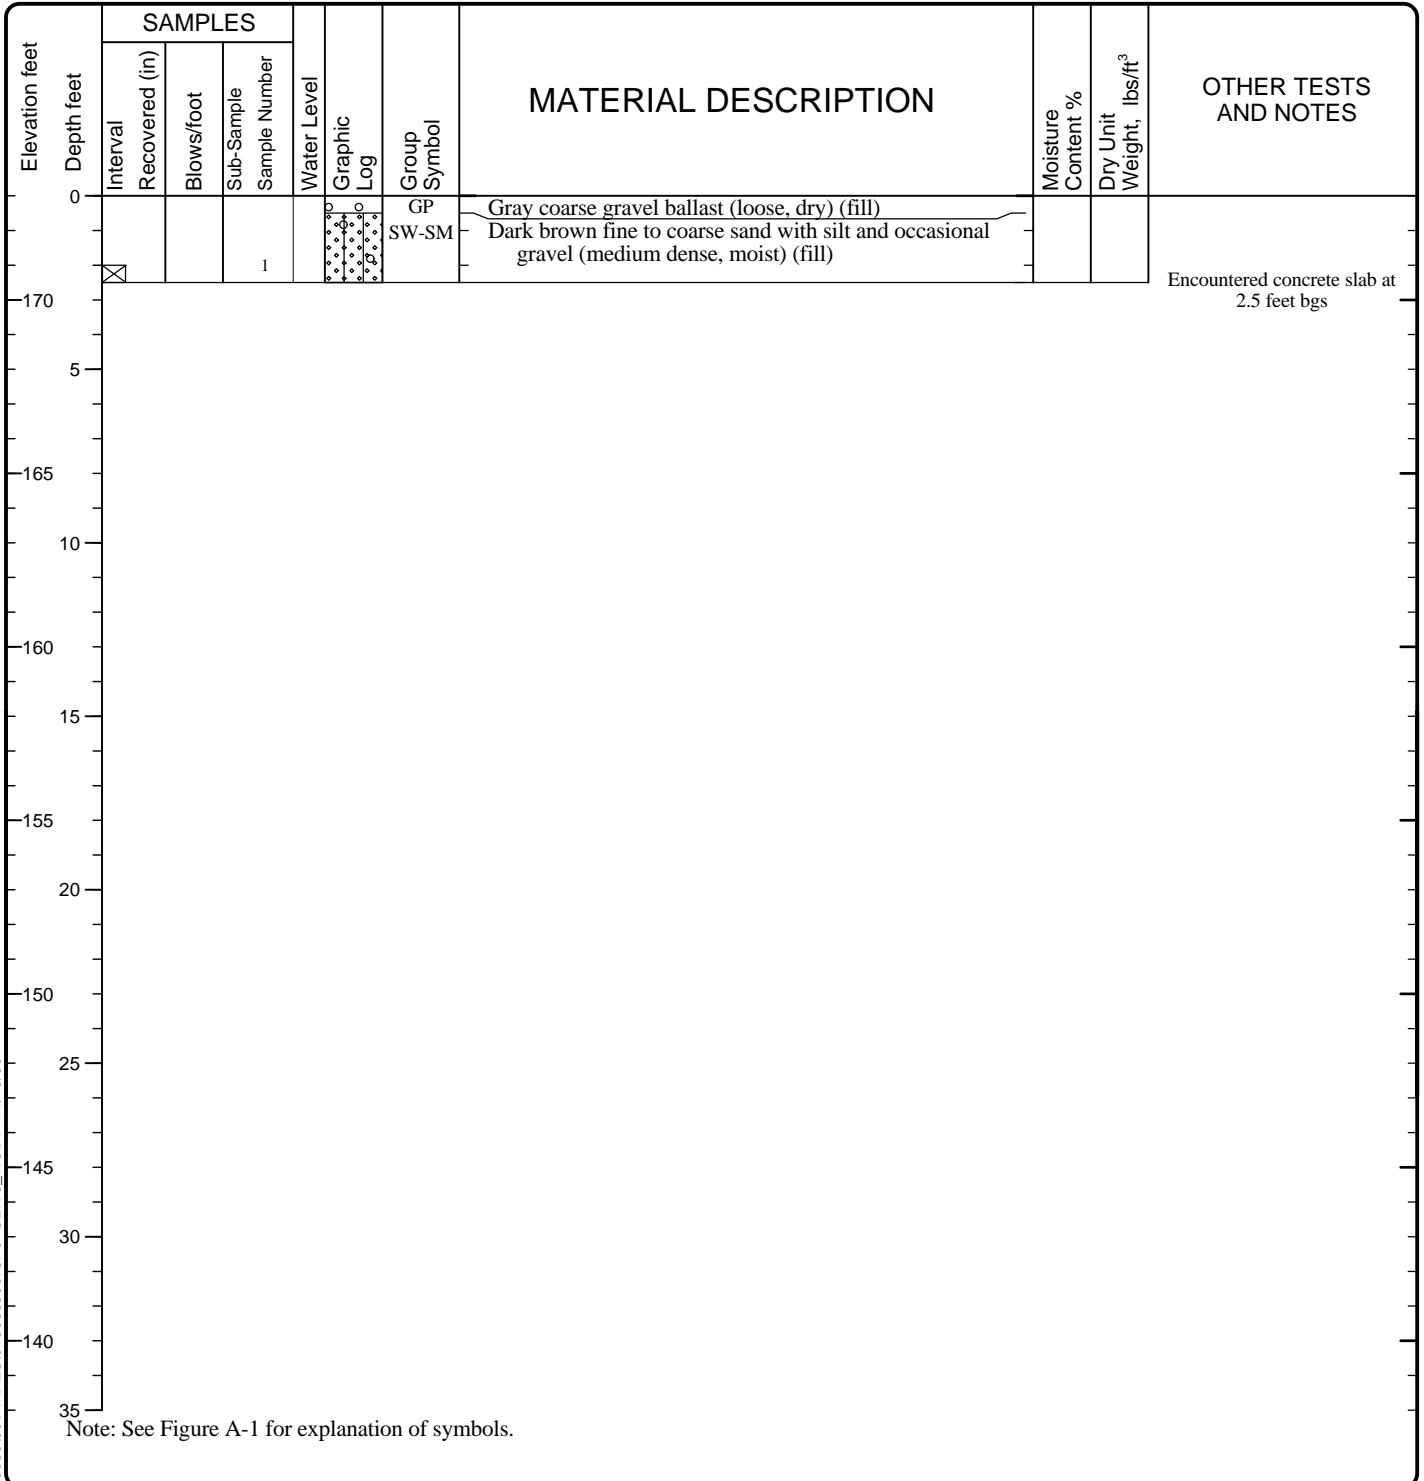 SAMPLES
Elevation feet
Depth feet
Interval
Recovered (in)
Blows/foot
Sub-Sample
Sample Number
Water Level
Graphic
Log
Group
Symbol
MATERIAL DESCRIPTION
Moisture
Content %
Dry Unit
Weight, lbs/ft³
OTHER TESTS
AND NOTES
0
GP
Gray coarse gravel ballast (loose, dry) (fill)
SW-SM
Dark brown fine to coarse sand with silt and occasional
gravel (medium dense, moist) (fill)
1
Encountered concrete slab at
2.5 feet bgs
170
5
165
10
160
15
155
20
150
25
145
30
140
35
Note: See Figure A-1 for explanation of symbols.